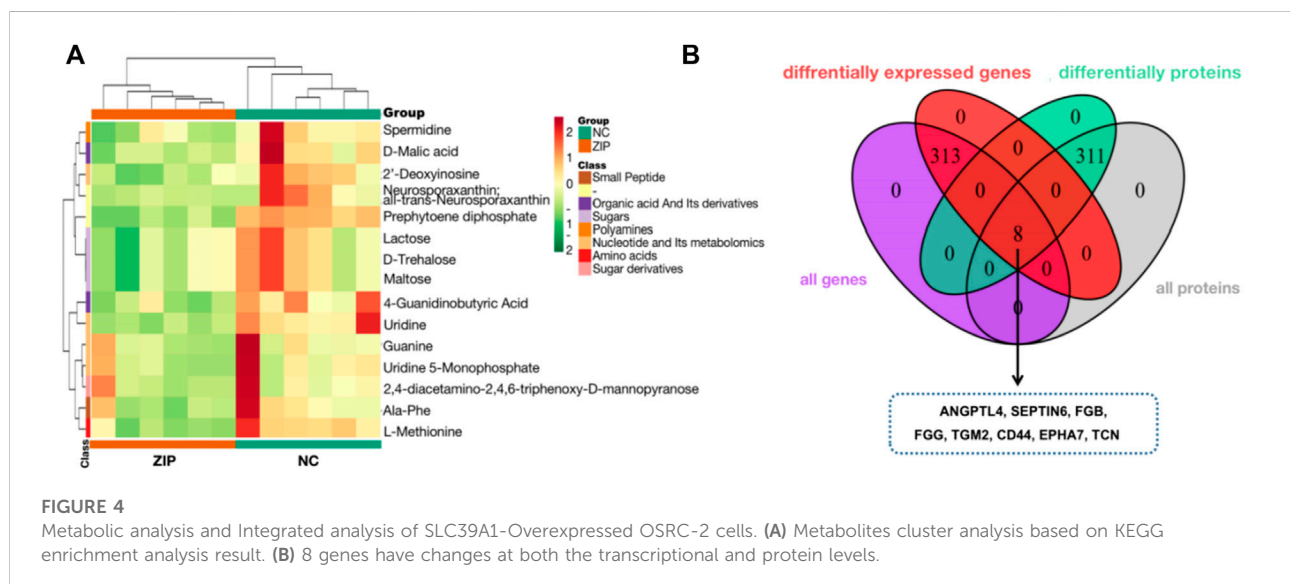 A
Group
Spermidine
D-Malic acid
2'-Deoxyinosine
Neurosporaxanthin;
all-trans-Neurosporaxanthin
Prephytoene diphosphate
Lactose
D-Trehalose
Maltose
4-Guanidinobutyric Acid
Uridine
Guanine
Uridine 5-Monophosphate
2,4-diacetamino-2,4,6-triphenoxy-D-mannopyranose
Ala-Phe
L-Methionine
Class
ZIP
NC
2
1
0
-
1
-
2
Group
NC
ZIP
Class
Small Peptide
-
Organic acid And Its derivatives
Sugars
Polyamines
Nucleotide and Its metabolomics
Amino acids
Sugar derivatives
B
diffrentially expressed genes
differentially proteins
0
0
313
0
311
0
0
0
0
8
0
0
0
0
0
all genes
all proteins
ANGPTL4, SEPTIN6, FGB,
FGG, TGM2, CD44, EPHA7, TCN
FIGURE 4
Metabolic analysis and Integrated analysis of SLC39A1-Overexpressed OSRC-2 cells. (A) Metabolites cluster analysis based on KEGG
enrichment analysis result. (B) 8 genes have changes at both the transcriptional and protein levels.